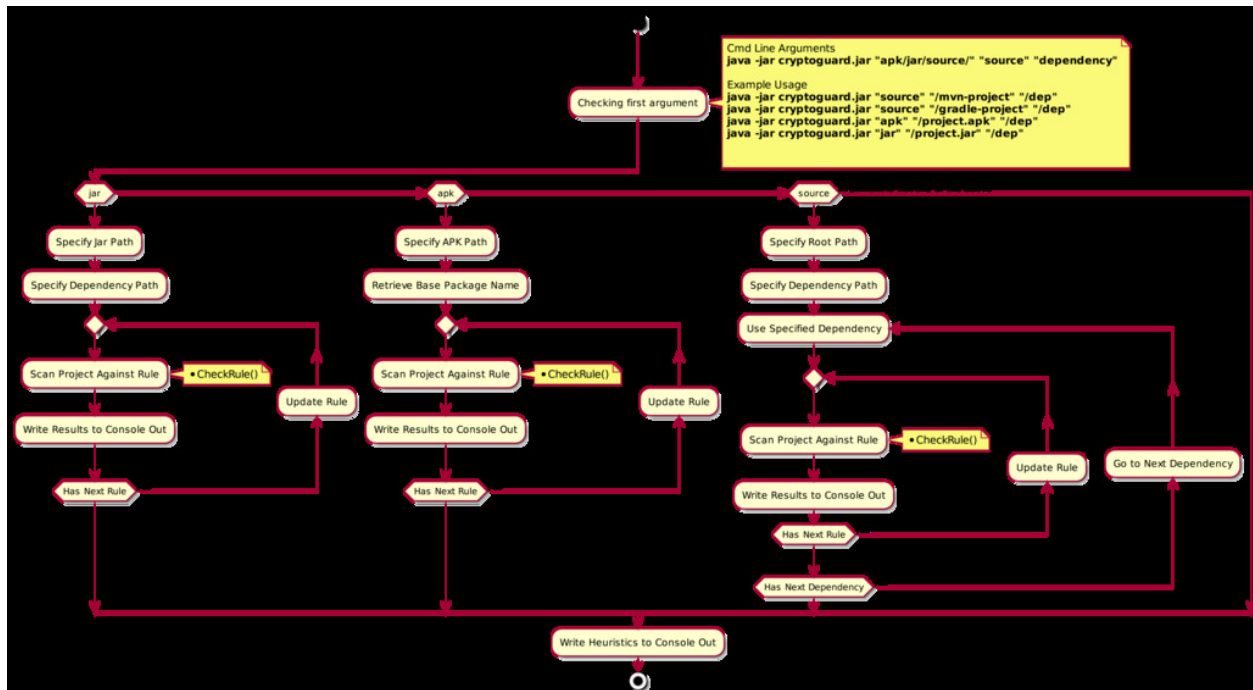 Cmd Line Arguments
java -jar cryptoguard.jar "apk/jar/source/" "source" "dependency"
Example Usage
java -jar cryptoguard.jar "source" "/mvn-project" "/dep"
java -jar cryptoguard.jar "source" "/gradle-project" "/dep"
java -jar cryptoguard.jar "apk" "/project.apk" "/dep"
java -jar cryptoguard.jar "jar" "/project.jar" "/dep"
Checking first argument
jar
Specify Jar Path
Specify Dependency Path
Scan Project Against Rule
• CheckRule()
Update Rule
Write Results to Console Out
Has Next Rule
apk
Specify APK Path
Retrieve Base Package Name
Scan Project Against Rule
• CheckRule()
Update Rule
Write Results to Console Out
Has Next Rule
source
Specify Root Path
Specify Dependency Path
Use Specified Dependency
Scan Project Against Rule
• CheckRule()
Update Rule
Go to Next Dependency
Write Results to Console Out
Has Next Rule
Has Next Dependency
Write Heuristics to Console Out